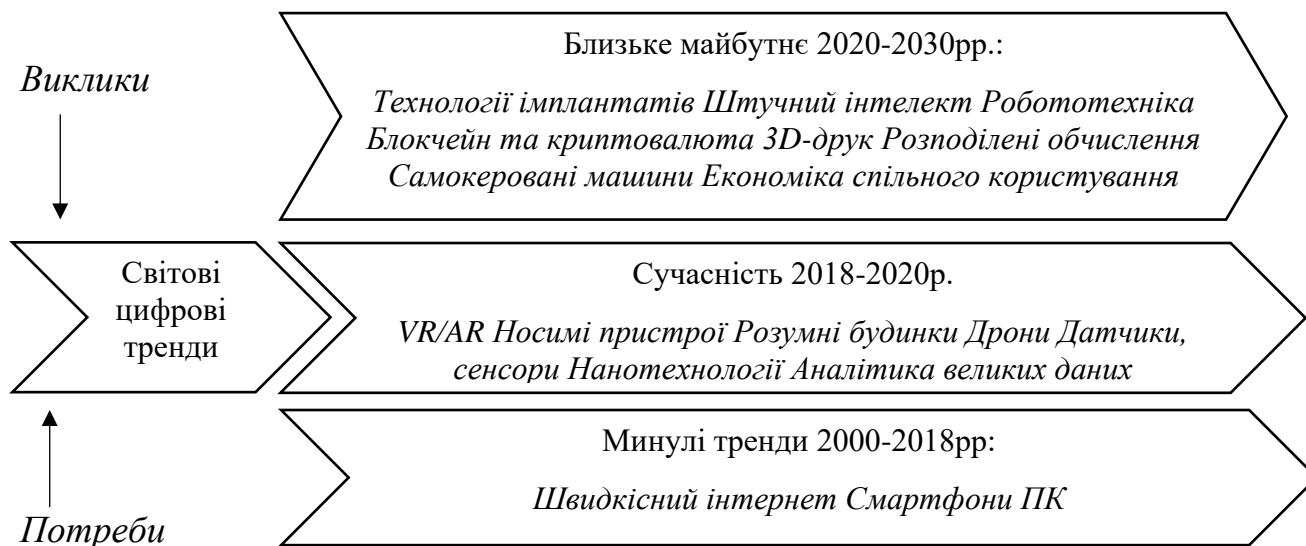 Виклики
Світові
цифрові
тренди
Потреби
Близьке майбутнє 2020-2030рр.:
Технології імплантатів Штучний інтелект Робототехніка
Блокчейн та криптовалюта 3D-друк Розподілені обчислення
Самокеровані машини Економіка спільного користування
Сучасність 2018-2020р.
VR/AR Носимі пристрої Розумні будинки Дрони Датчики,
сенсори Нанотехнології Аналітика великих даних
Минулі тренди 2000-2018рр:
Швидкісний інтернет Смартфони ПК